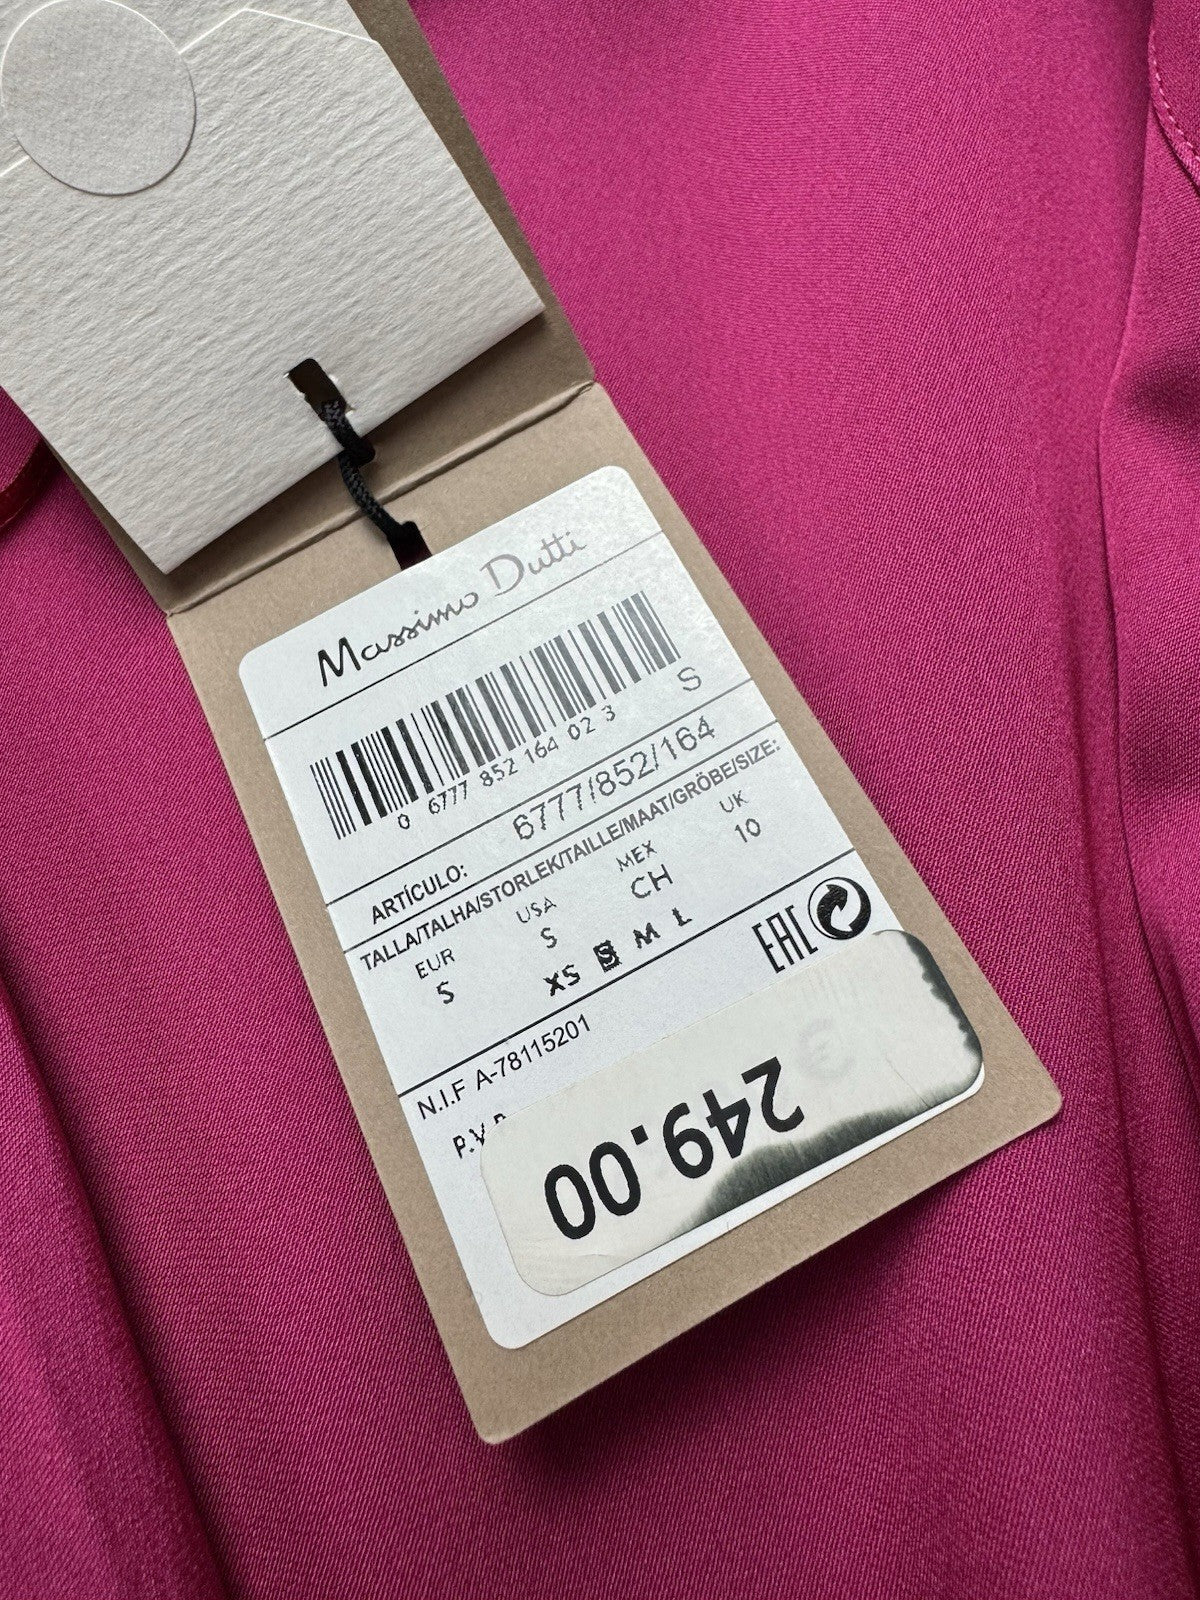 Massimo Dutti
S
0 6777 852 164 02 3
ARTÍCULO: 6777/852/164
TALLA/TALHA/STORLEK/TAILLE/MAAT/GRÖBE/SIZE:
EUR USA MEX UK
S S CH 10
XS S M L
EAC
N.I.F A-78115201
P.V.P
249.00